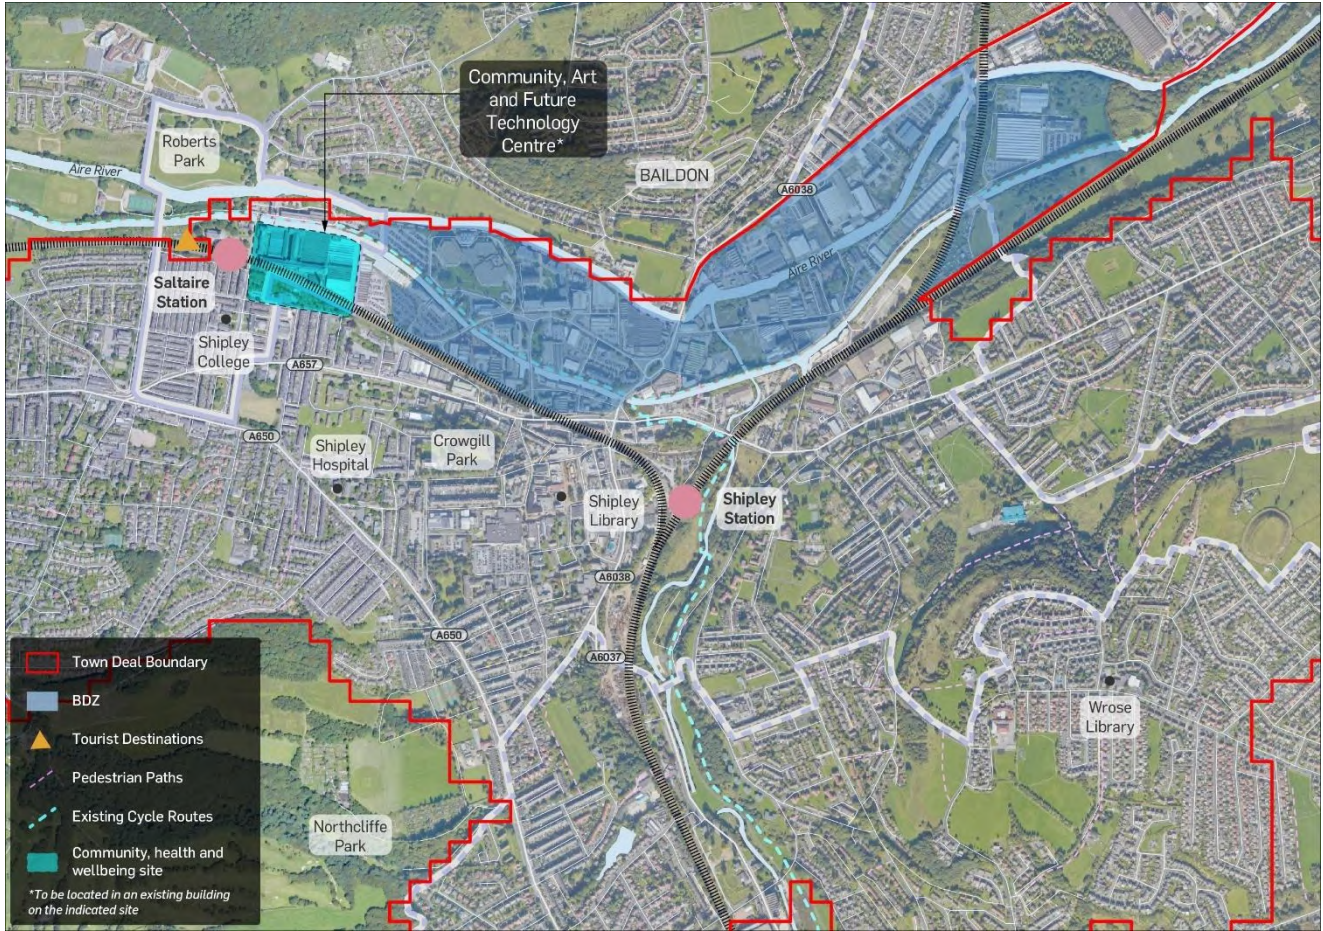 Community, Art
and Future
Technology
Centre*
Roberts
Park
Aire River
BAILDON
A6038
Aire River
Saltaire
Station
Shipley
College
A657
A650
Shipley
Hospital
Crowgill
Park
Shipley
Library
Shipley
Station
A6038
A650
A6037
Wrose
Library
Northcliffe
Park
Town Deal Boundary
BDZ
Tourist Destinations
Pedestrian Paths
Existing Cycle Routes
Community, health and
wellbeing site
*To be located in an existing building
on the indicated site